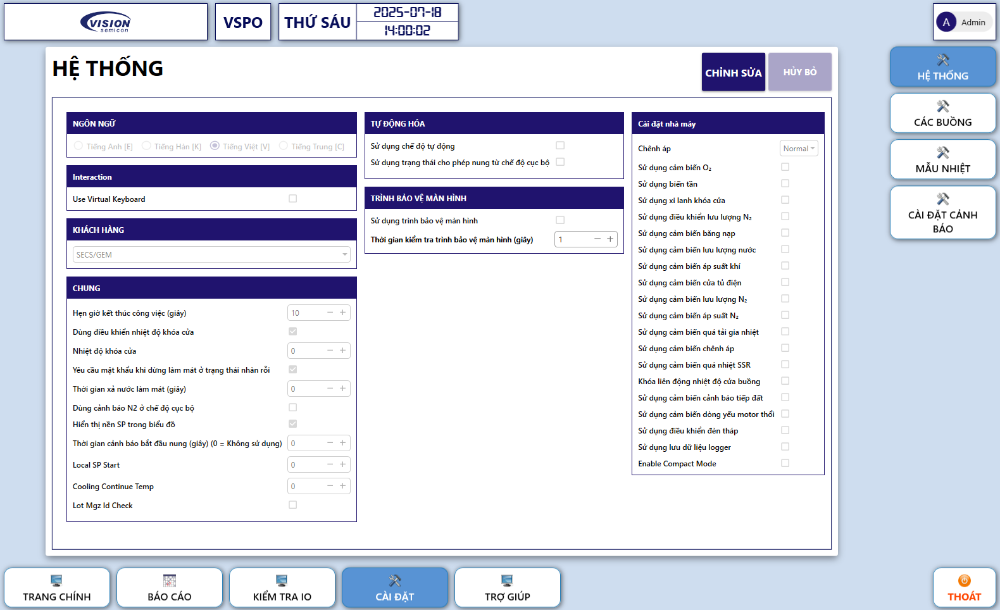 VISION
semicon
VSPO
THỨ SÁU
2025-07-18
14:00:02
A
Admin
HỆ THỐNG
CHỈNH SỬA
HỦY BỎ
NGÔN NGỮ
Tiếng Anh [E]
Tiếng Hàn [K]
Tiếng Việt [V]
Tiếng Trung [C]
Interaction
Use Virtual Keyboard
KHÁCH HÀNG
SECS/GEM
CHUNG
Hẹn giờ kết thúc công việc (giây)
10
Dùng điều khiển nhiệt độ khóa cửa
Nhiệt độ khóa cửa
0
Yêu cầu mật khẩu khi dừng làm mát ở trạng thái nhàn rỗi
Thời gian xả nước làm mát (giây)
0
Dùng cảnh báo N2 ở chế độ cục bộ
Hiển thị nền SP trong biểu đồ
Thời gian cảnh báo bắt đầu nung (giây) (0 = Không sử dụng)
0
Local SP Start
0
Cooling Continue Temp
0
Lot Mgz Id Check
TỰ ĐỘNG HÓA
Sử dụng chế độ tự động
Sử dụng trạng thái cho phép nung từ chế độ cục bộ
TRÌNH BẢO VỆ MÀN HÌNH
Sử dụng trình bảo vệ màn hình
Thời gian kiểm tra trình bảo vệ màn hình (giây)
1
Cài đặt nhà máy
Chênh áp
Normal
Sử dụng cảm biến O₂
Sử dụng biến tần
Sử dụng xi lanh khóa cửa
Sử dụng điều khiển lưu lượng N₂
Sử dụng cảm biến băng nạp
Sử dụng cảm biến lưu lượng nước
Sử dụng cảm biến áp suất khí
Sử dụng cảm biến cửa tủ điện
Sử dụng cảm biến lưu lượng N₂
Sử dụng cảm biến áp suất N₂
Sử dụng cảm biến quá tải gia nhiệt
Sử dụng cảm biến chênh áp
Sử dụng cảm biến quá nhiệt SSR
Khóa liên động nhiệt độ cửa buồng
Sử dụng cảm biến cảnh báo tiếp đất
Sử dụng cảm biến dòng yếu motor thổi
Sử dụng điều khiển đèn tháp
Sử dụng lưu dữ liệu logger
Enable Compact Mode
HỆ THỐNG
CÁC BUỒNG
MẪU NHIỆT
CÀI ĐẶT CẢNH
BÁO
TRANG CHÍNH
BÁO CÁO
KIỂM TRA IO
CÀI ĐẶT
TRỢ GIÚP
THOÁT